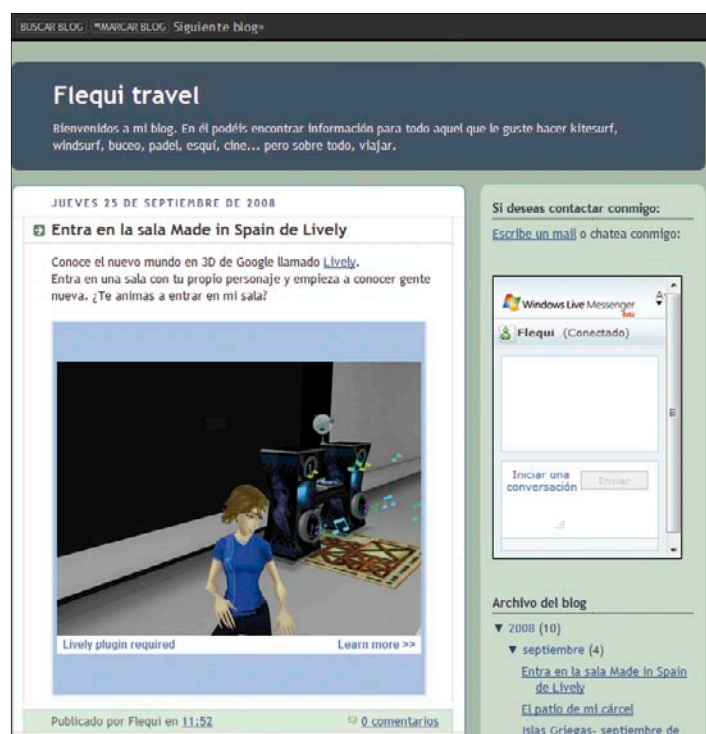 BUSCAR BLOG MARCAR BLOG Siguiente blog»
Flequi travel
Bienvenidos a mi blog. En él podéis encontrar información para todo aquel que le guste hacer kitesurf,
windsurf, buceo, padel, esquí, cine... pero sobre todo, viajar.
JUEVES 25 DE SEPTIEMBRE DE 2008
Entra en la sala Made in Spain de Lively
Conoce el nuevo mundo en 3D de Google llamado Lively.
Entra en una sala con tu propio personaje y empieza a conocer gente
nueva. ¿Te animas a entrar en mi sala?
Lively plugin required Learn more >>
Publicado por Flequi en 11:52 0 comentarios
Si deseas contactar conmigo:
Escribe un mail o chatea conmigo:
Windows Live Messenger
Beta
Flequi (Conectado)
Iniciar una
conversación
Enviar
Archivo del blog
▼ 2008 (10)
▼ septiembre (4)
Entra en la sala Made in Spain
de Lively
El patio de mi cárcel
Islas Griegas- septiembre de